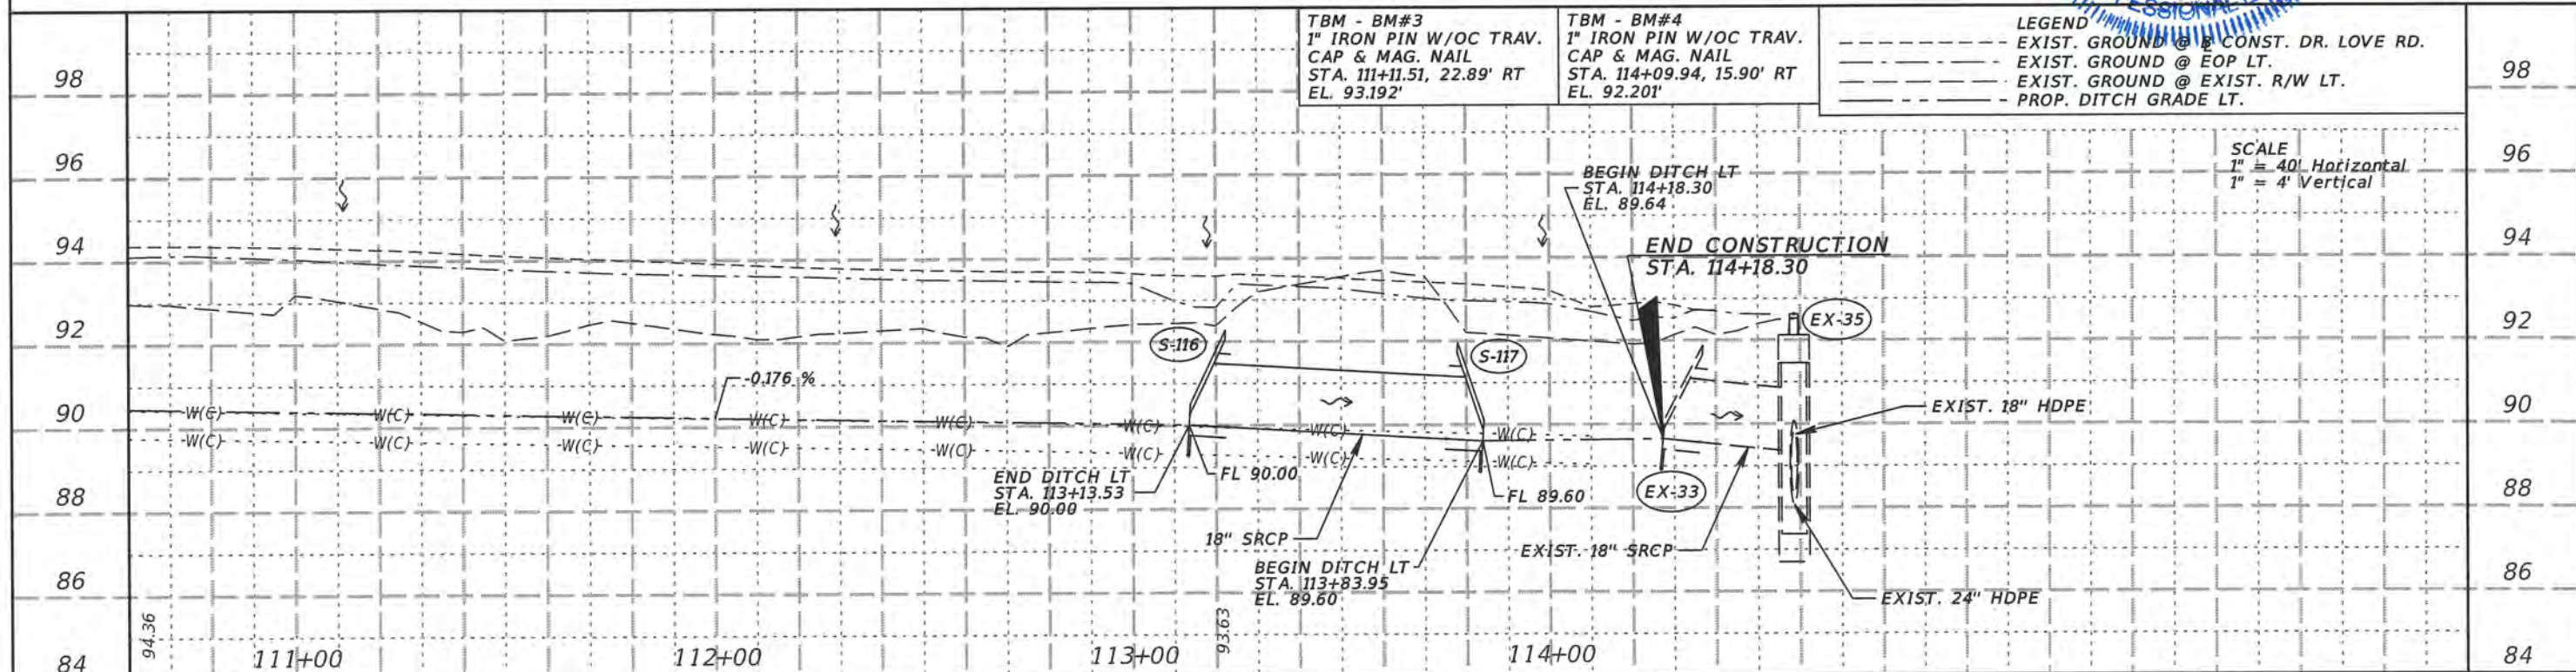 TBM - BM#3
1" IRON PIN W/OC TRAV.
CAP & MAG. NAIL
STA. 111+11.51, 22.89' RT
EL. 93.192'
TBM - BM#4
1" IRON PIN W/OC TRAV.
CAP & MAG. NAIL
STA. 114+09.94, 15.90' RT
EL. 92.201'
LEGEND
EXIST. GROUND @ CONST. DR. LOVE RD.
EXIST. GROUND @ EOP LT.
EXIST. GROUND @ EXIST. R/W LT.
PROP. DITCH GRADE LT.
SCALE
1" = 40' Horizontal
1" = 4' Vertical
98
98
96
96
94
94
92
92
90
90
88
88
86
86
84
84
BEGIN DITCH LT
STA. 114+18.30
EL. 89.64
END CONSTRUCTION
STA. 114+18.30
EX-35
S-116
S-117
-0.176 %
W(C) W(C) W(C) W(C) W(C) W(C) W(C) W(C)
W(C) W(C) W(C) W(C) W(C) W(C) W(C) W(C)
EXIST. 18" HDPE
END DITCH LT
STA. 113+13.53
EL. 90.00
FL 90.00
FL 89.60
EX-33
18" SRCP
EXIST. 18" SRCP
BEGIN DITCH LT
STA. 113+83.95
EL. 89.60
EXIST. 24" HDPE
94.36
93.63
111+00
112+00
113+00
114+00